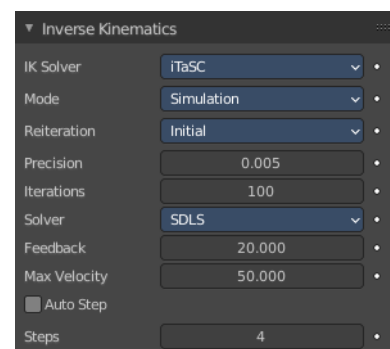 Inverse Kinematics
IK Solver iTaSC
Mode Simulation
Reiteration Initial
Precision 0.005
Iterations 100
Solver SDLS
Feedback 20.000
Max Velocity 50.000
Auto Step
Steps 4